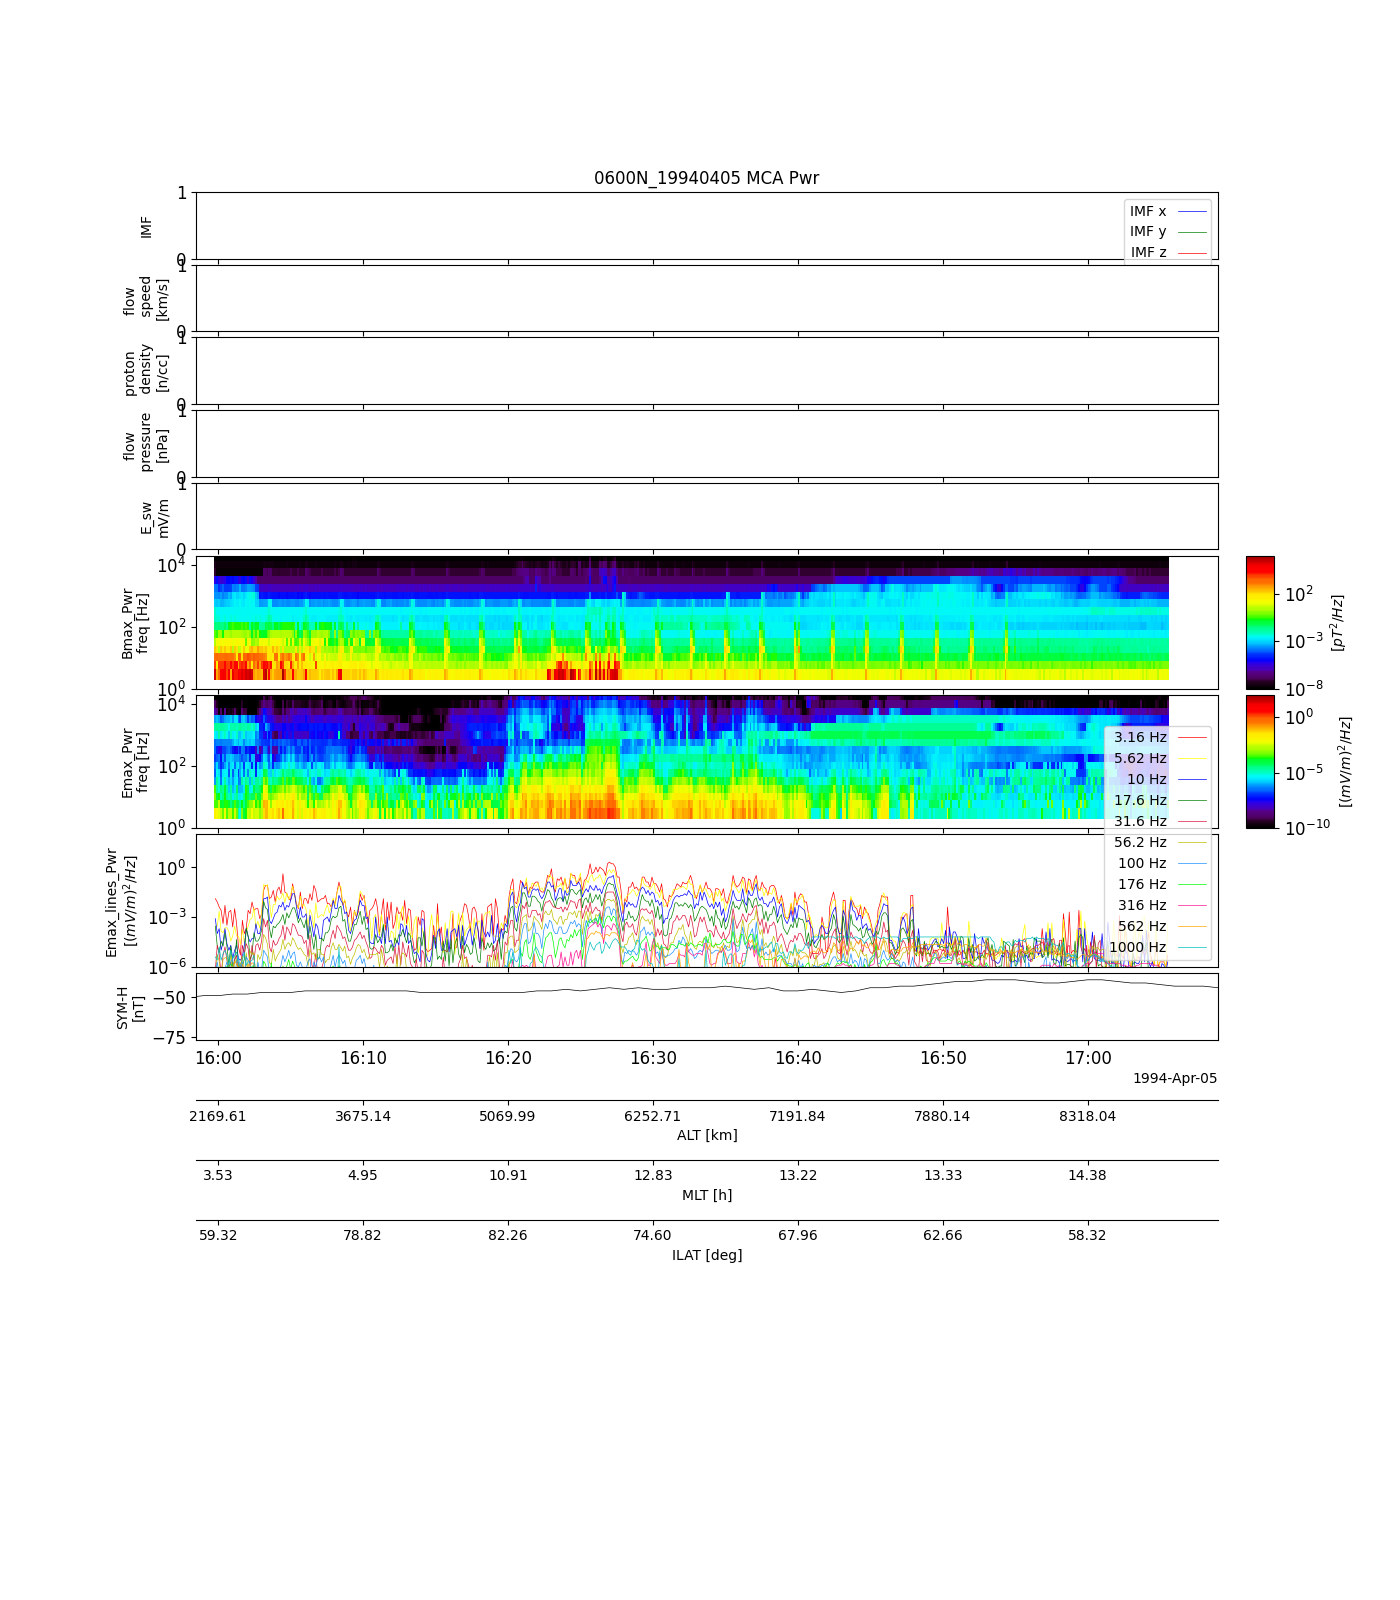 0600N_19940405 MCA Pwr
1
IMF
0
IMF x
IMF y
IMF z
1
flow
speed
[km/s]
0
1
proton
density
[n/cc]
0
1
flow
pressure
[nPa]
0
1
E_sw
mV/m
0
10^4
10^2
10^0
Bmax_Pwr
freq [Hz]
10^2
10^-3
10^-8
[pT^2/Hz]
10^4
10^2
10^0
Emax_Pwr
freq [Hz]
10^0
10^-5
10^-10
[(mV/m)^2/Hz]
3.16 Hz
5.62 Hz
10 Hz
17.6 Hz
31.6 Hz
56.2 Hz
100 Hz
176 Hz
316 Hz
562 Hz
1000 Hz
10^0
10^-3
10^-6
Emax_lines_Pwr
[(mV/m)^2/Hz]
−50
−75
SYM-H
[nT]
16:00 16:10 16:20 16:30 16:40 16:50 17:00
1994-Apr-05
2169.61 3675.14 5069.99 6252.71 7191.84 7880.14 8318.04
ALT [km]
3.53 4.95 10.91 12.83 13.22 13.33 14.38
MLT [h]
59.32 78.82 82.26 74.60 67.96 62.66 58.32
ILAT [deg]